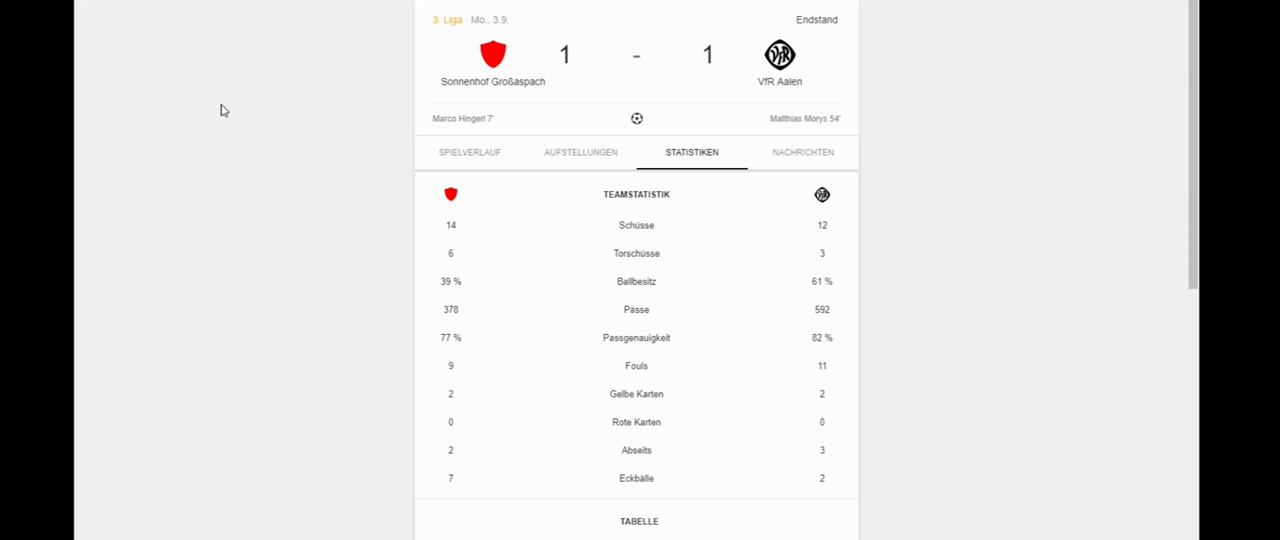 3. Liga · Mo., 3.9. Endstand
1 - 1
Sonnenhof Großaspach VfR Aalen
Marco Hingerl 7' Matthias Morys 54'
SPIELVERLAUF AUFSTELLUNGEN STATISTIKEN NACHRICHTEN
TEAMSTATISTIK VfR
14 Schüsse 12
6 Torschüsse 3
39 % Ballbesitz 61 %
378 Pässe 592
77 % Passgenauigkeit 82 %
9 Fouls 11
2 Gelbe Karten 2
0 Rote Karten 0
2 Abseits 3
7 Eckbälle 2
TABELLE